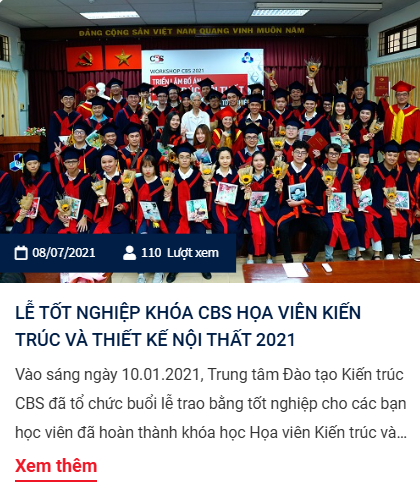 ĐẢNG CỘNG SẢN VIỆT NAM QUANG VINH MUÔN NĂM
CBS
WORKSHOP CBS 2021
TRIỂN LÃM ĐỒ ÁN
08/07/2021
110 Lượt xem
LỄ TỐT NGHIỆP KHÓA CBS HỌA VIÊN KIẾN
TRÚC VÀ THIẾT KẾ NỘI THẤT 2021
Vào sáng ngày 10.01.2021, Trung tâm Đào tạo Kiến trúc
CBS đã tổ chức buổi lễ trao bằng tốt nghiệp cho các bạn
học viên đã hoàn thành khóa học Họa viên Kiến trúc và…
Xem thêm